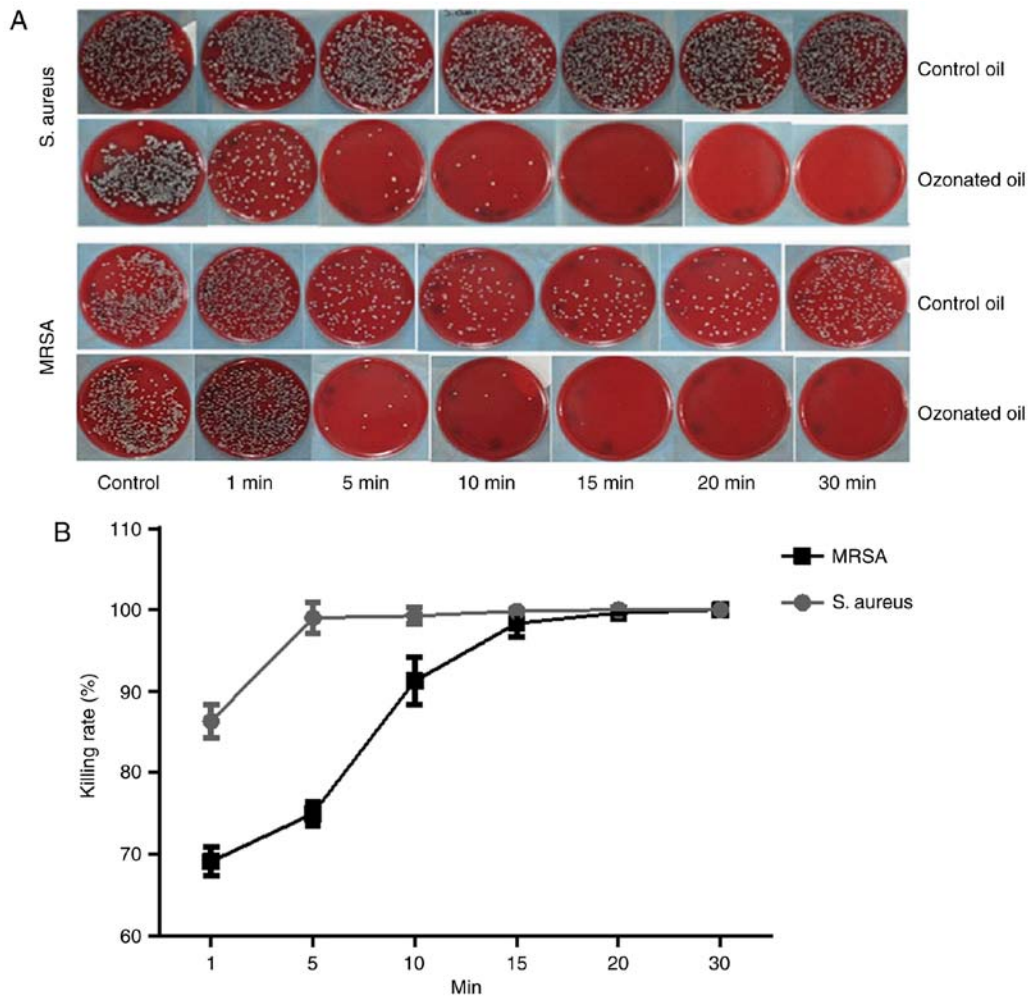 A
S. aureus
Control oil
Ozonated oil
MRSA
Control oil
Ozonated oil
Control
1 min
5 min
10 min
15 min
20 min
30 min
B
110
100
90
80
70
60
Killing rate (%)
1
5
10
15
20
30
Min
MRSA
S. aureus